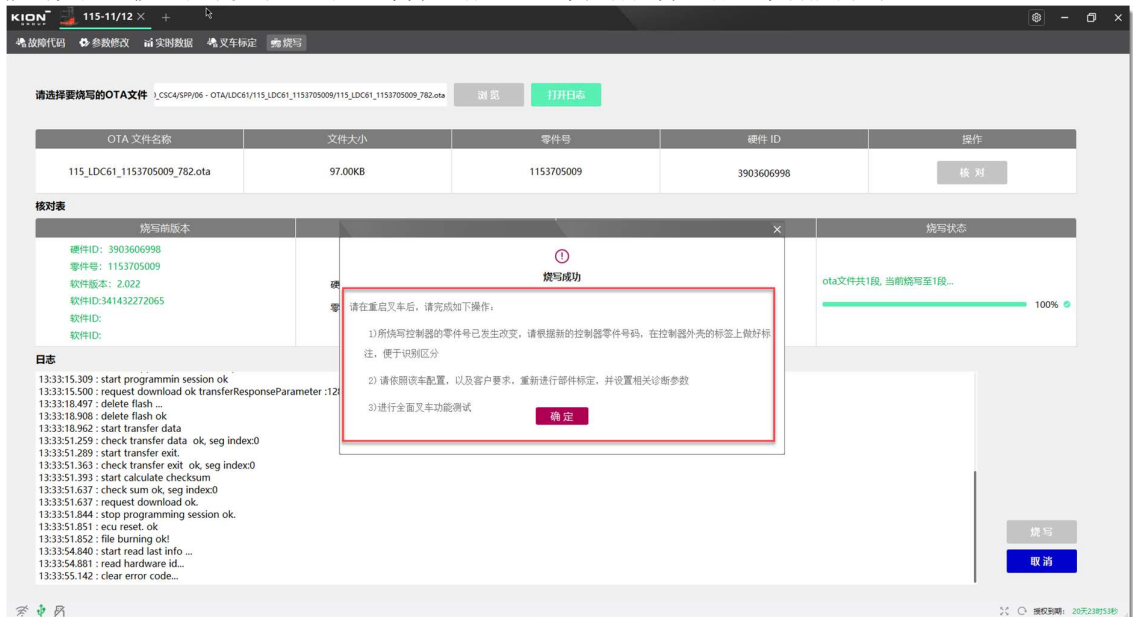 KION
GROUP
115-11/12
故障代码 参数修改 实时数据 叉车标定 烧写
请选择要烧写的OTA文件 )_CSC4/SPP/06 - OTA/LDC61/115_LDC61_1153705009/115_LDC61_1153705009_782.ota 浏览 打开日志
OTA 文件名称 文件大小 零件号 硬件 ID 操作
115_LDC61_1153705009_782.ota 97.00KB 1153705009 3903606998 核 对
核对表
烧写前版本 烧写状态
硬件ID: 3903606998
零件号: 1153705009
软件版本: 2.022
软件ID:341432272065
软件ID:
软件ID:
硬
零
烧写成功
请在重启叉车后，请完成如下操作：
1)所烧写控制器的零件号已发生改变，请根据新的控制器零件号码，在控制器外壳的标签上做好标
注，便于识别区分
2) 请依照该车配置，以及客户要求，重新进行部件标定，并设置相关诊断参数
3)进行全面叉车功能测试
确 定
ota文件共1段, 当前烧写至1段...
100%
日志
13:33:15.309 : start programmin session ok
13:33:15.500 : request download ok transferResponseParameter :128
13:33:18.497 : delete flash ...
13:33:18.908 : delete flash ok
13:33:18.962 : start transfer data
13:33:51.259 : check transfer data ok, seg index:0
13:33:51.289 : start transfer exit.
13:33:51.363 : check transfer exit ok, seg index:0
13:33:51.393 : start calculate checksum
13:33:51.637 : check sum ok, seg index:0
13:33:51.637 : request download ok.
13:33:51.844 : stop programming session ok.
13:33:51.851 : ecu reset. ok
13:33:51.852 : file burning ok!
13:33:54.840 : start read last info ...
13:33:54.881 : read hardware id...
13:33:55.142 : clear error code...
烧 写
取 消
授权到期: 20天23时53秒